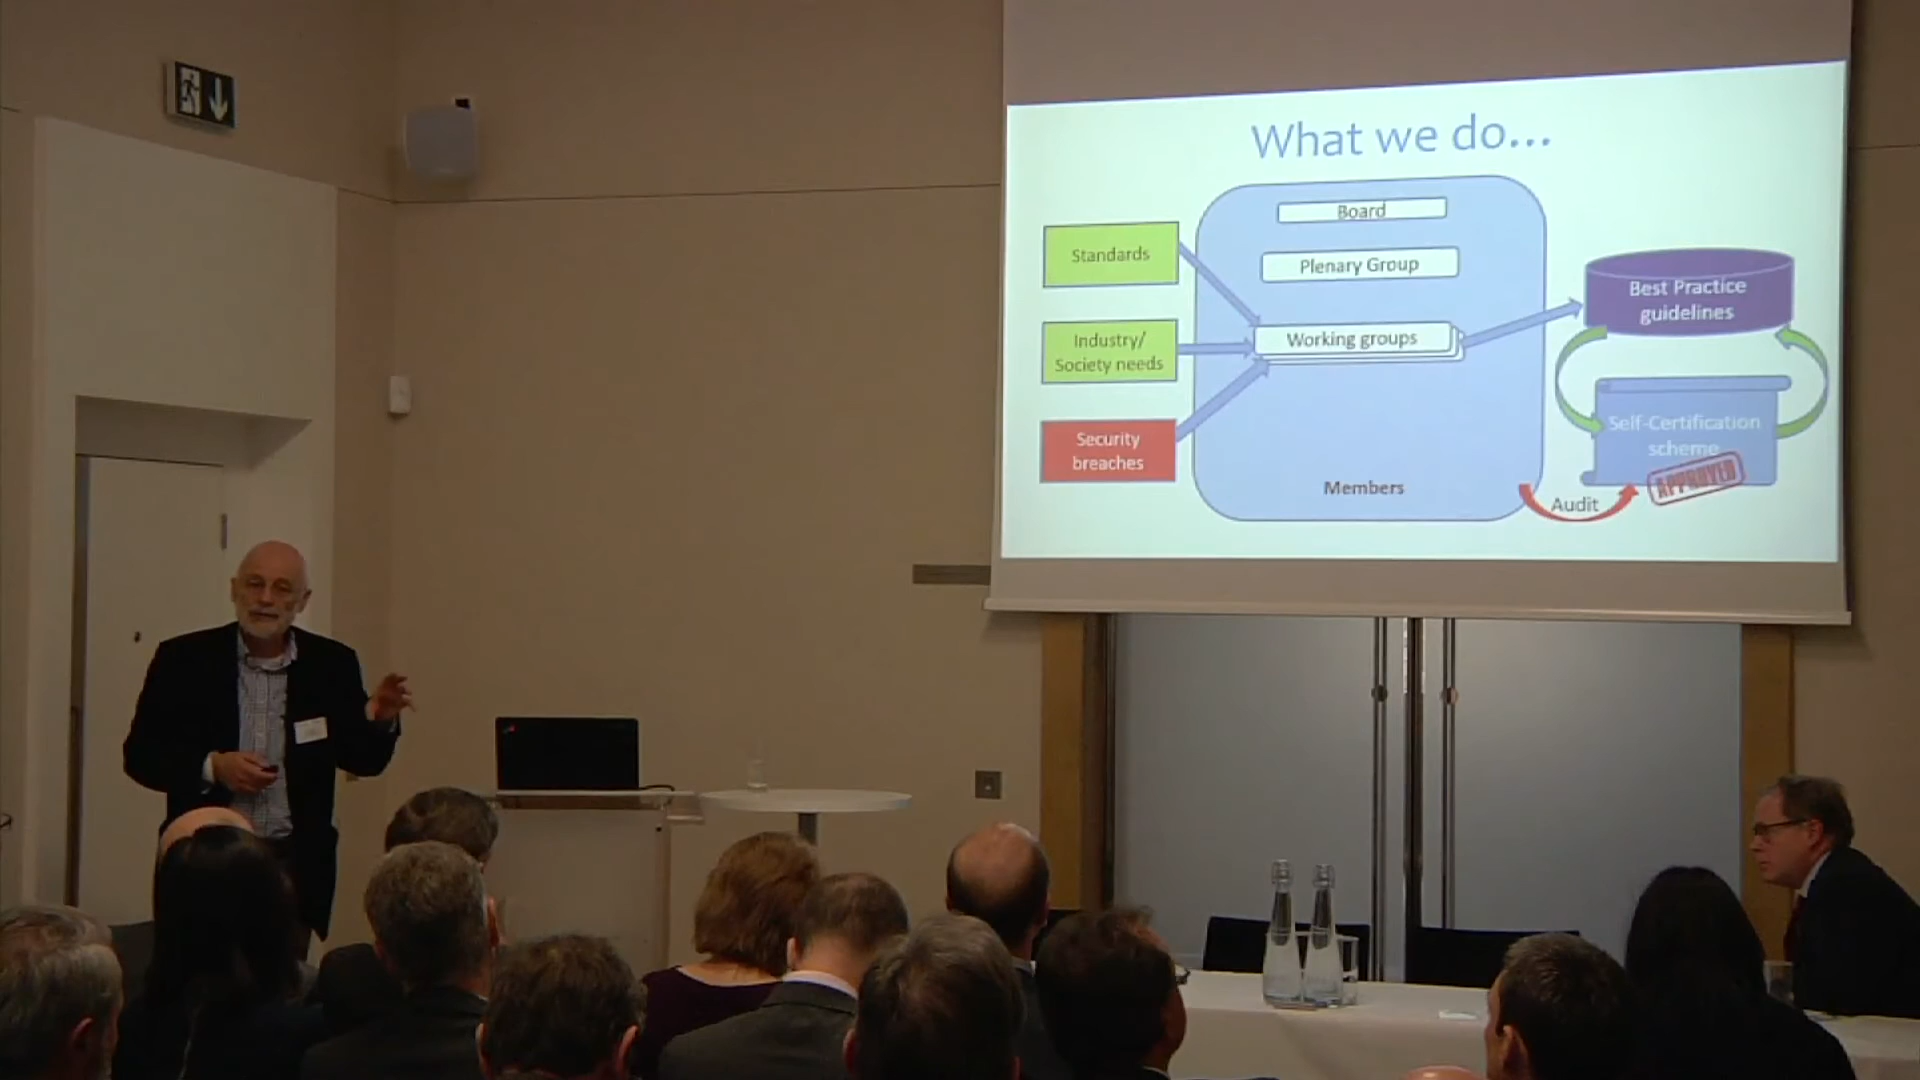 What we do...
Board
Plenary Group
Standards
Industry/
Society needs
Security
breaches
Working groups
Members
Best Practice
guidelines
Self-Certification
scheme
APPROVED
Audit